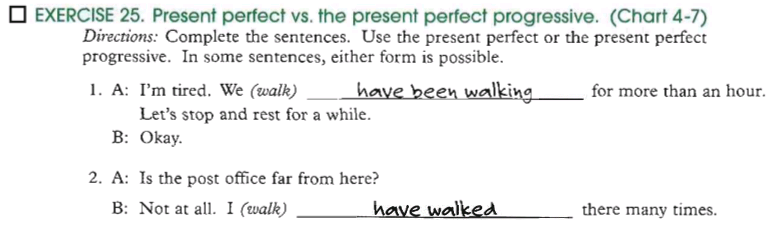 EXERCISE 25. Present perfect vs. the present perfect progressive. (Chart 4-7)
Directions: Complete the sentences. Use the present perfect or the present perfect
progressive. In some sentences, either form is possible.
1. A: I'm tired. We (walk) have been walking for more than an hour.
Let's stop and rest for a while.
B: Okay.
2. A: Is the post office far from here?
B: Not at all. I (walk) have walked there many times.